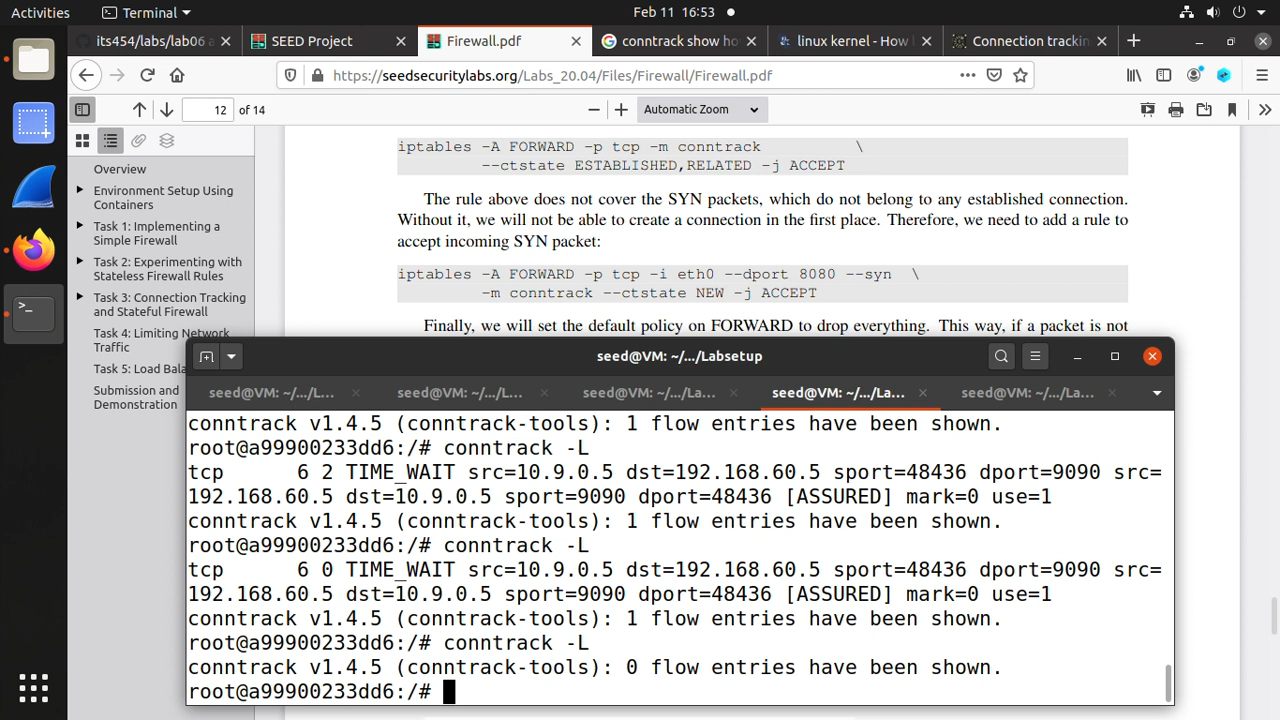 Activities
Terminal
Feb 11 16:53
its454/labs/lab06 a
SEED Project
Firewall.pdf
conntrack show ho
linux kernel - How
Connection trackin
https://seedsecuritylabs.org/Labs_20.04/Files/Firewall/Firewall.pdf
12 of 14
Automatic Zoom
Overview
Environment Setup Using
Containers
Task 1: Implementing a
Simple Firewall
Task 2: Experimenting with
Stateless Firewall Rules
Task 3: Connection Tracking
and Stateful Firewall
Task 4: Limiting Network
Traffic
Task 5: Load Bala
Submission and
Demonstration
iptables -A FORWARD -p tcp -m conntrack \
--ctstate ESTABLISHED,RELATED -j ACCEPT
The rule above does not cover the SYN packets, which do not belong to any established connection.
Without it, we will not be able to create a connection in the first place. Therefore, we need to add a rule to
accept incoming SYN packet:
iptables -A FORWARD -p tcp -i eth0 --dport 8080 --syn \
-m conntrack --ctstate NEW -j ACCEPT
Finally, we will set the default policy on FORWARD to drop everything. This way, if a packet is not
seed@VM: ~/.../Labsetup
seed@VM: ~/.../L...
seed@VM: ~/.../L...
seed@VM: ~/.../La...
seed@VM: ~/.../La...
seed@VM: ~/.../La...
conntrack v1.4.5 (conntrack-tools): 1 flow entries have been shown.
root@a99900233dd6:/# conntrack -L
tcp      6 2 TIME_WAIT src=10.9.0.5 dst=192.168.60.5 sport=48436 dport=9090 src=
192.168.60.5 dst=10.9.0.5 sport=9090 dport=48436 [ASSURED] mark=0 use=1
conntrack v1.4.5 (conntrack-tools): 1 flow entries have been shown.
root@a99900233dd6:/# conntrack -L
tcp      6 0 TIME_WAIT src=10.9.0.5 dst=192.168.60.5 sport=48436 dport=9090 src=
192.168.60.5 dst=10.9.0.5 sport=9090 dport=48436 [ASSURED] mark=0 use=1
conntrack v1.4.5 (conntrack-tools): 1 flow entries have been shown.
root@a99900233dd6:/# conntrack -L
conntrack v1.4.5 (conntrack-tools): 0 flow entries have been shown.
root@a99900233dd6:/#